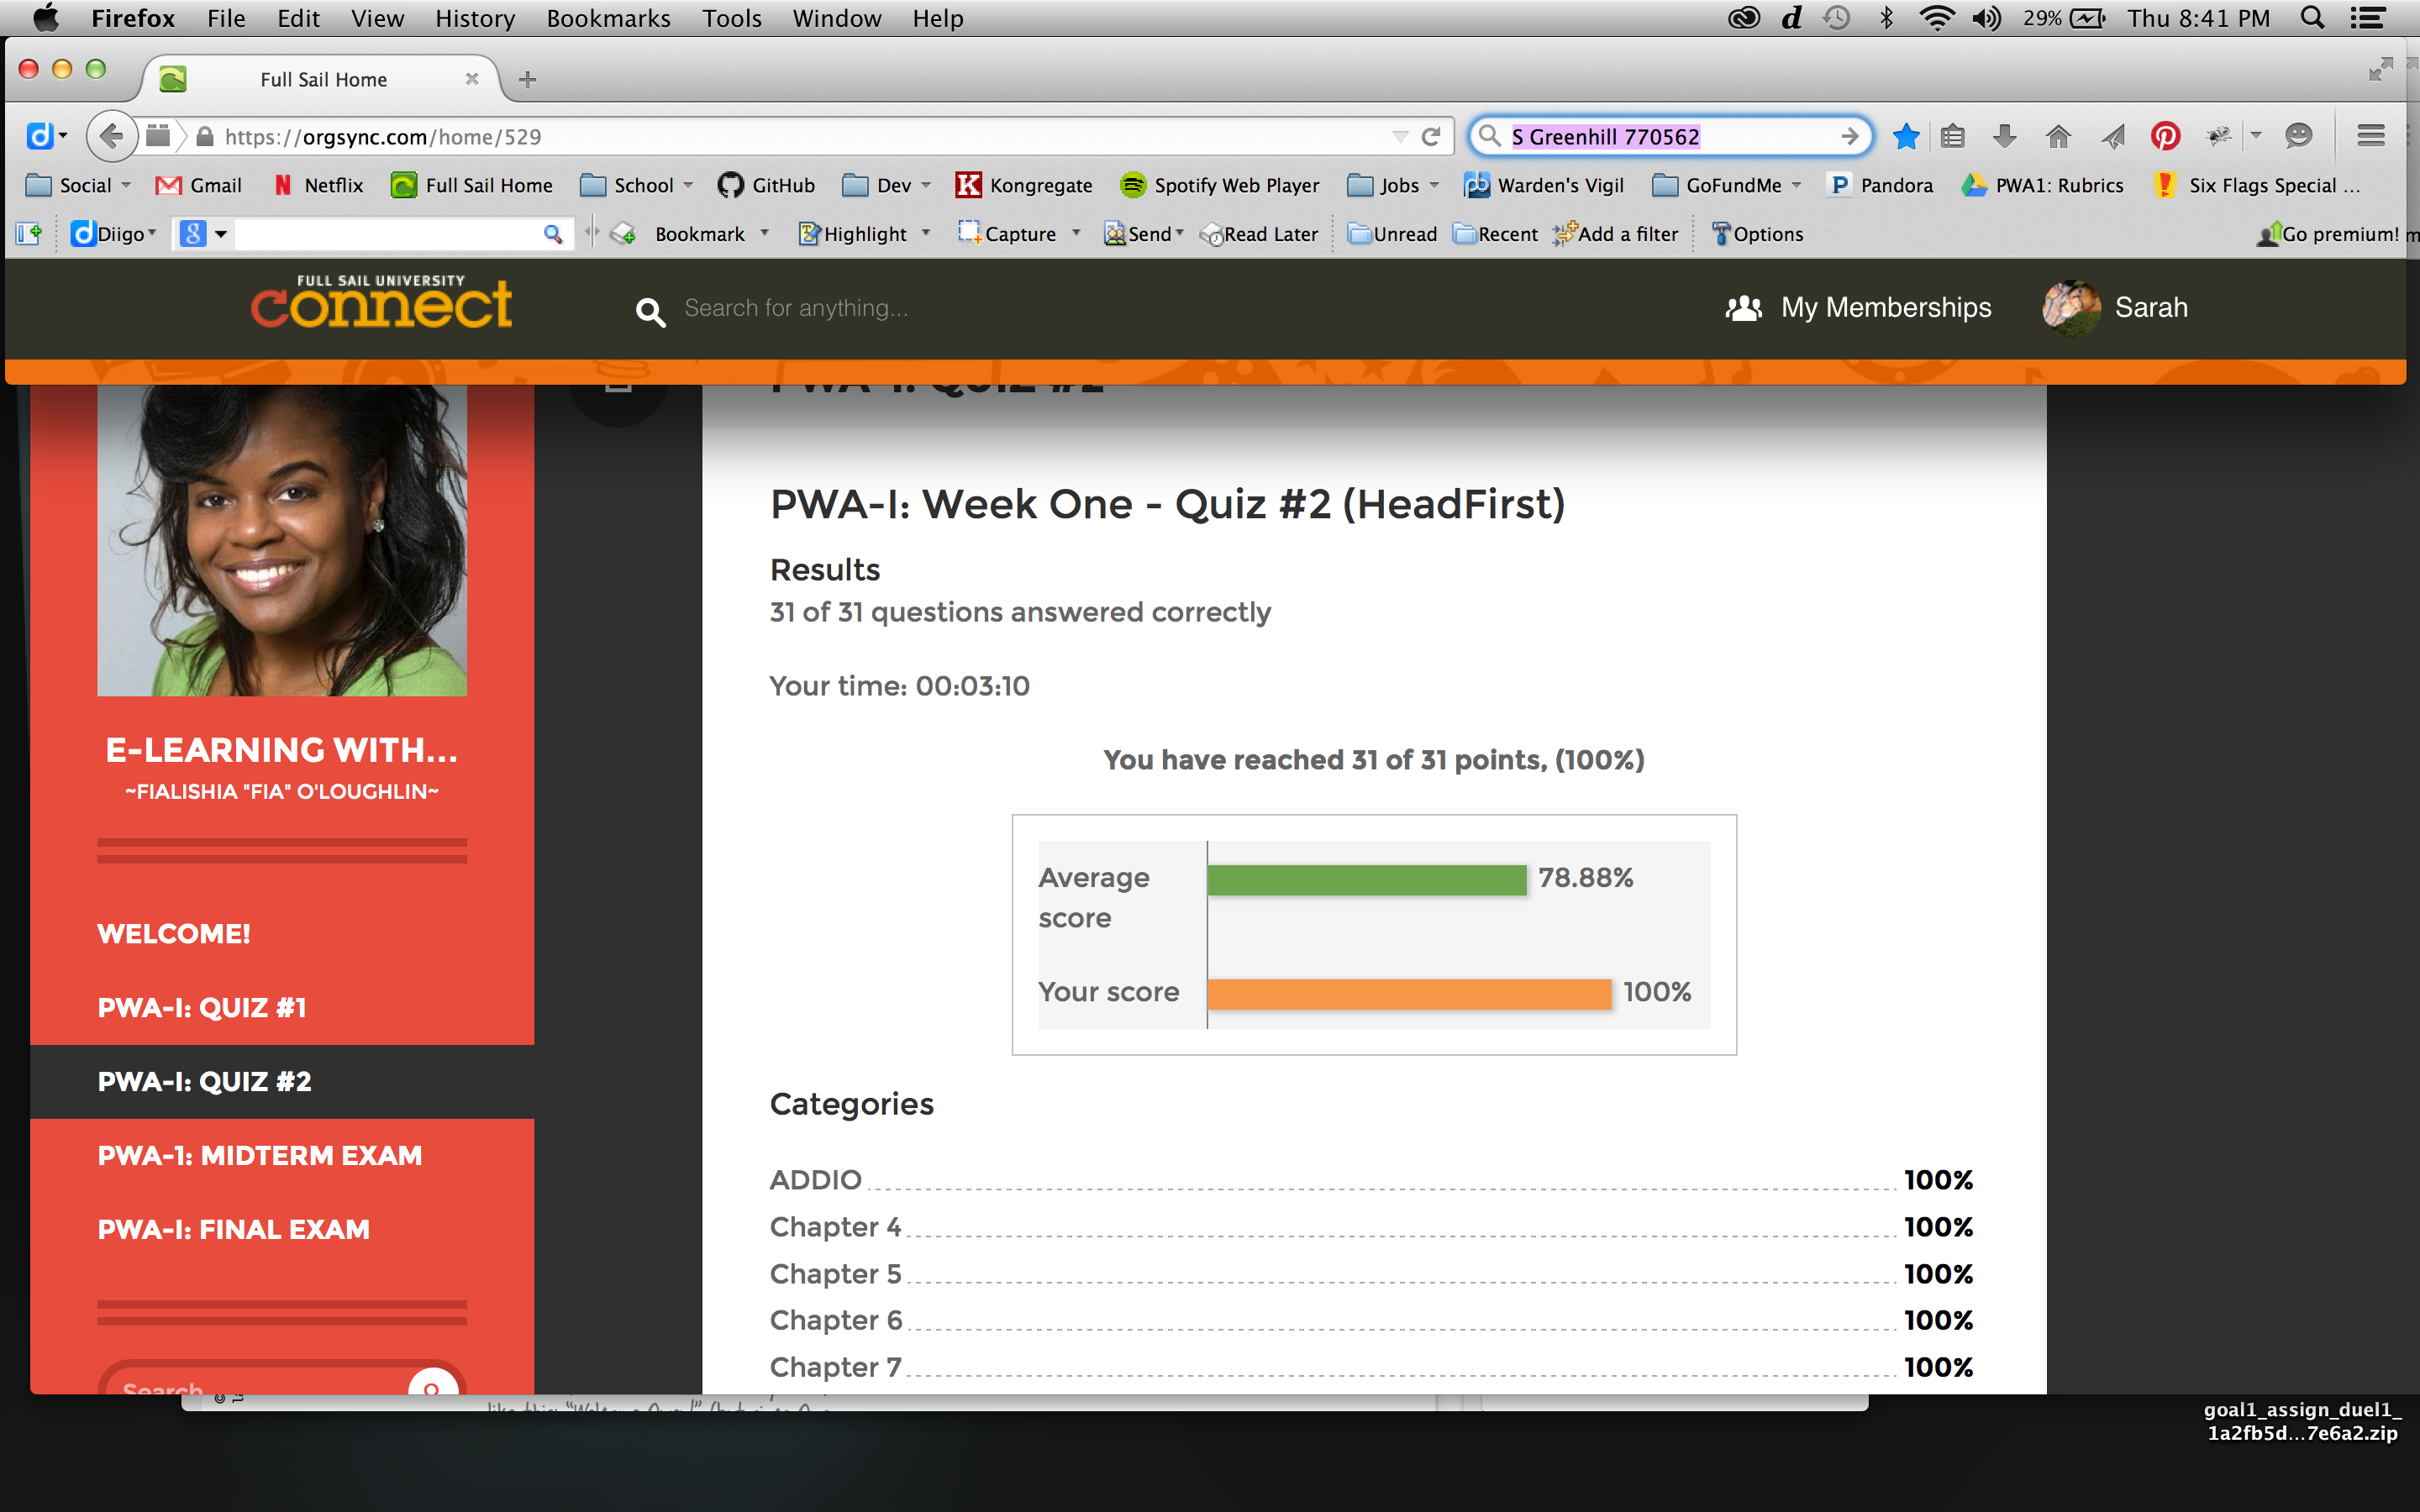 Firefox File Edit View History Bookmarks Tools Window Help 29% Thu 8:41 PM
Full Sail Home
https://orgsync.com/home/529 S Greenhill 770562
Social Gmail Netflix Full Sail Home School GitHub Dev Kongregate Spotify Web Player Jobs Warden's Vigil GoFundMe Pandora PWA1: Rubrics Six Flags Special ...
Diigo Bookmark Highlight Capture Send Read Later Unread Recent Add a filter Options Go premium!
FULL SAIL UNIVERSITY
connect Search for anything... My Memberships Sarah
PWA-I: QUIZ #2
PWA-I: Week One - Quiz #2 (HeadFirst)
Results
31 of 31 questions answered correctly
Your time: 00:03:10
You have reached 31 of 31 points, (100%)
Average score 78.88%
Your score 100%
Categories
ADDIO 100%
Chapter 4 100%
Chapter 5 100%
Chapter 6 100%
Chapter 7 100%
E-LEARNING WITH...
~FIALISHIA "FIA" O'LOUGHLIN~
WELCOME!
PWA-I: QUIZ #1
PWA-I: QUIZ #2
PWA-1: MIDTERM EXAM
PWA-I: FINAL EXAM
Search
goal1_assign_duel1_
1a2fb5d...7e6a2.zip